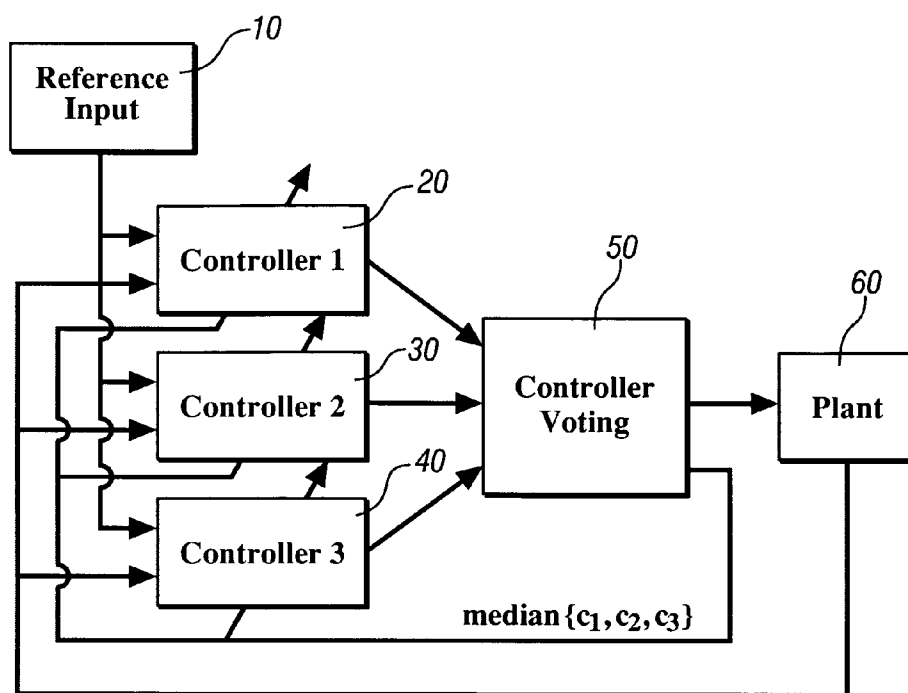 10
Reference
Input
20
Controller 1
50
60
30
Controller 2
Controller
Voting
Plant
40
Controller 3
median {c₁, c₂, c₃}